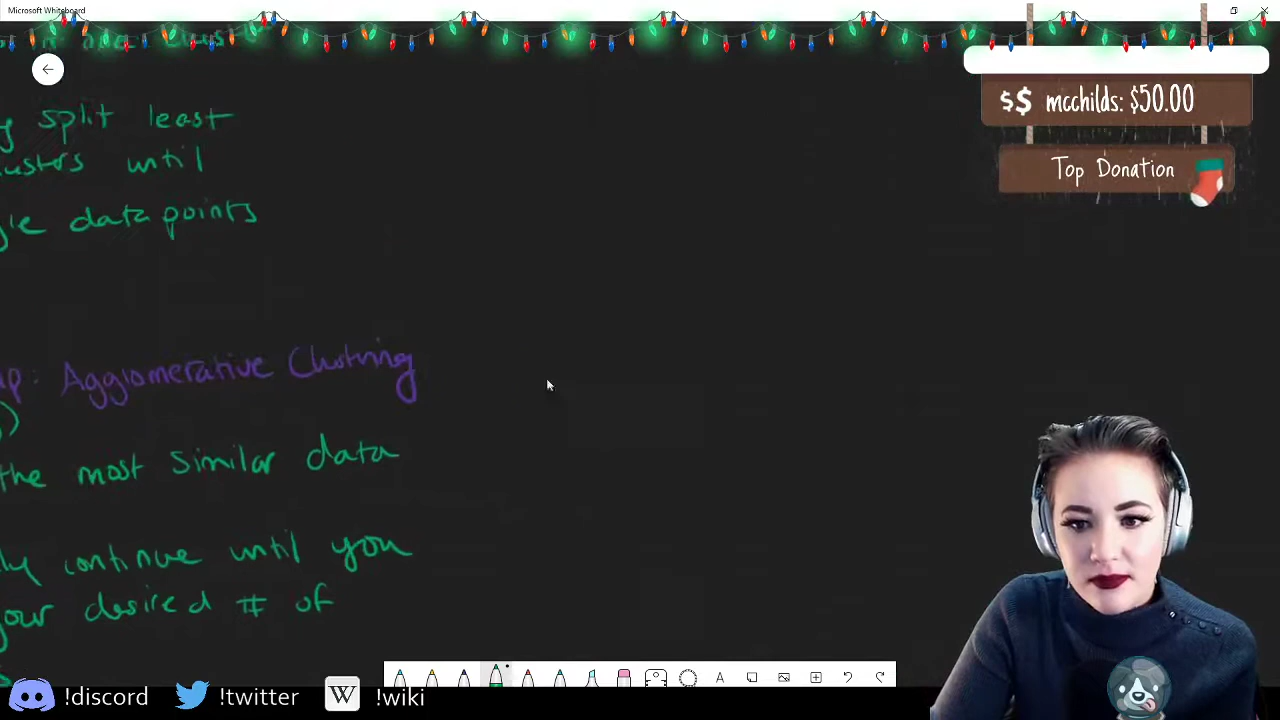 Microsoft Whiteboard
split least
until
data points
$$ mcchilds: $50.00
Top Donation
Agglomerative Clustring
the most similar data
continue until you
your desired # of
A
!discord
!twitter
W !wiki